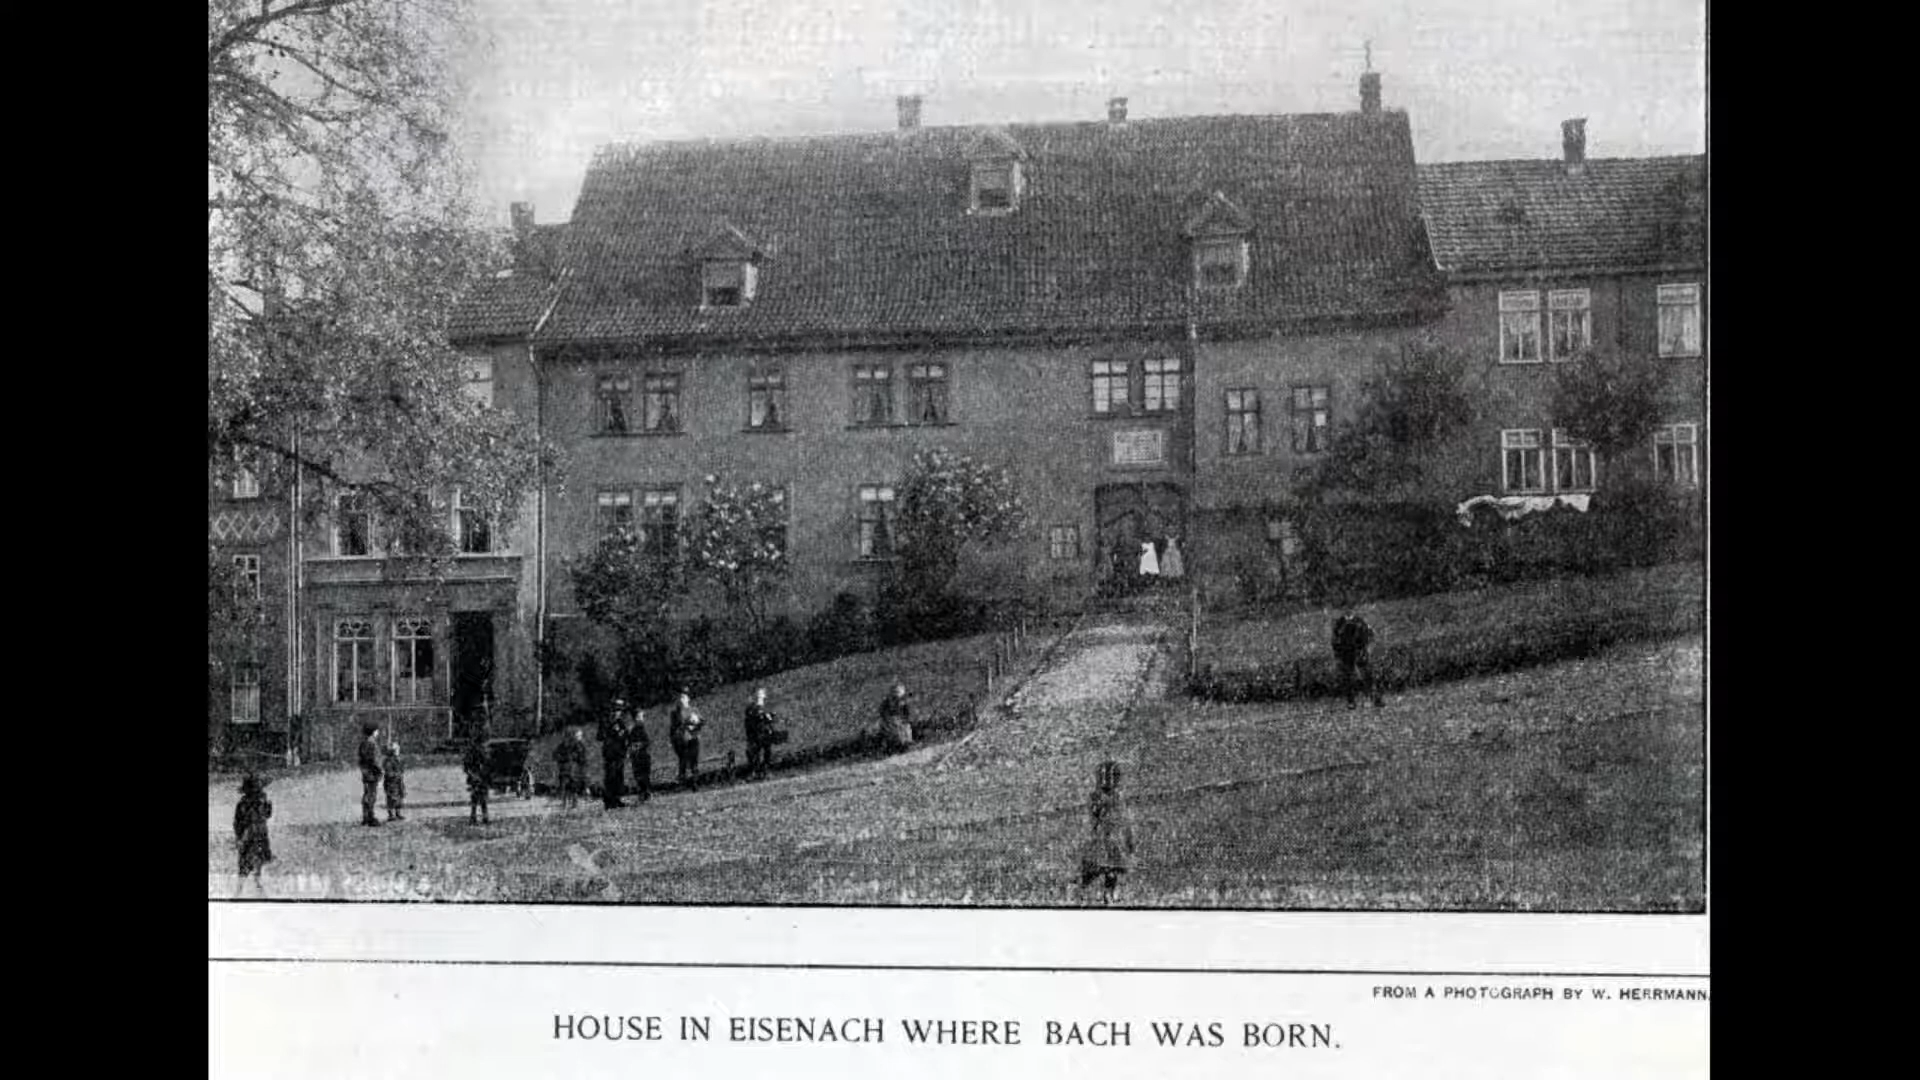 FROM A PHOTOGRAPH BY W. HERRMANN.
HOUSE IN EISENACH WHERE BACH WAS BORN.